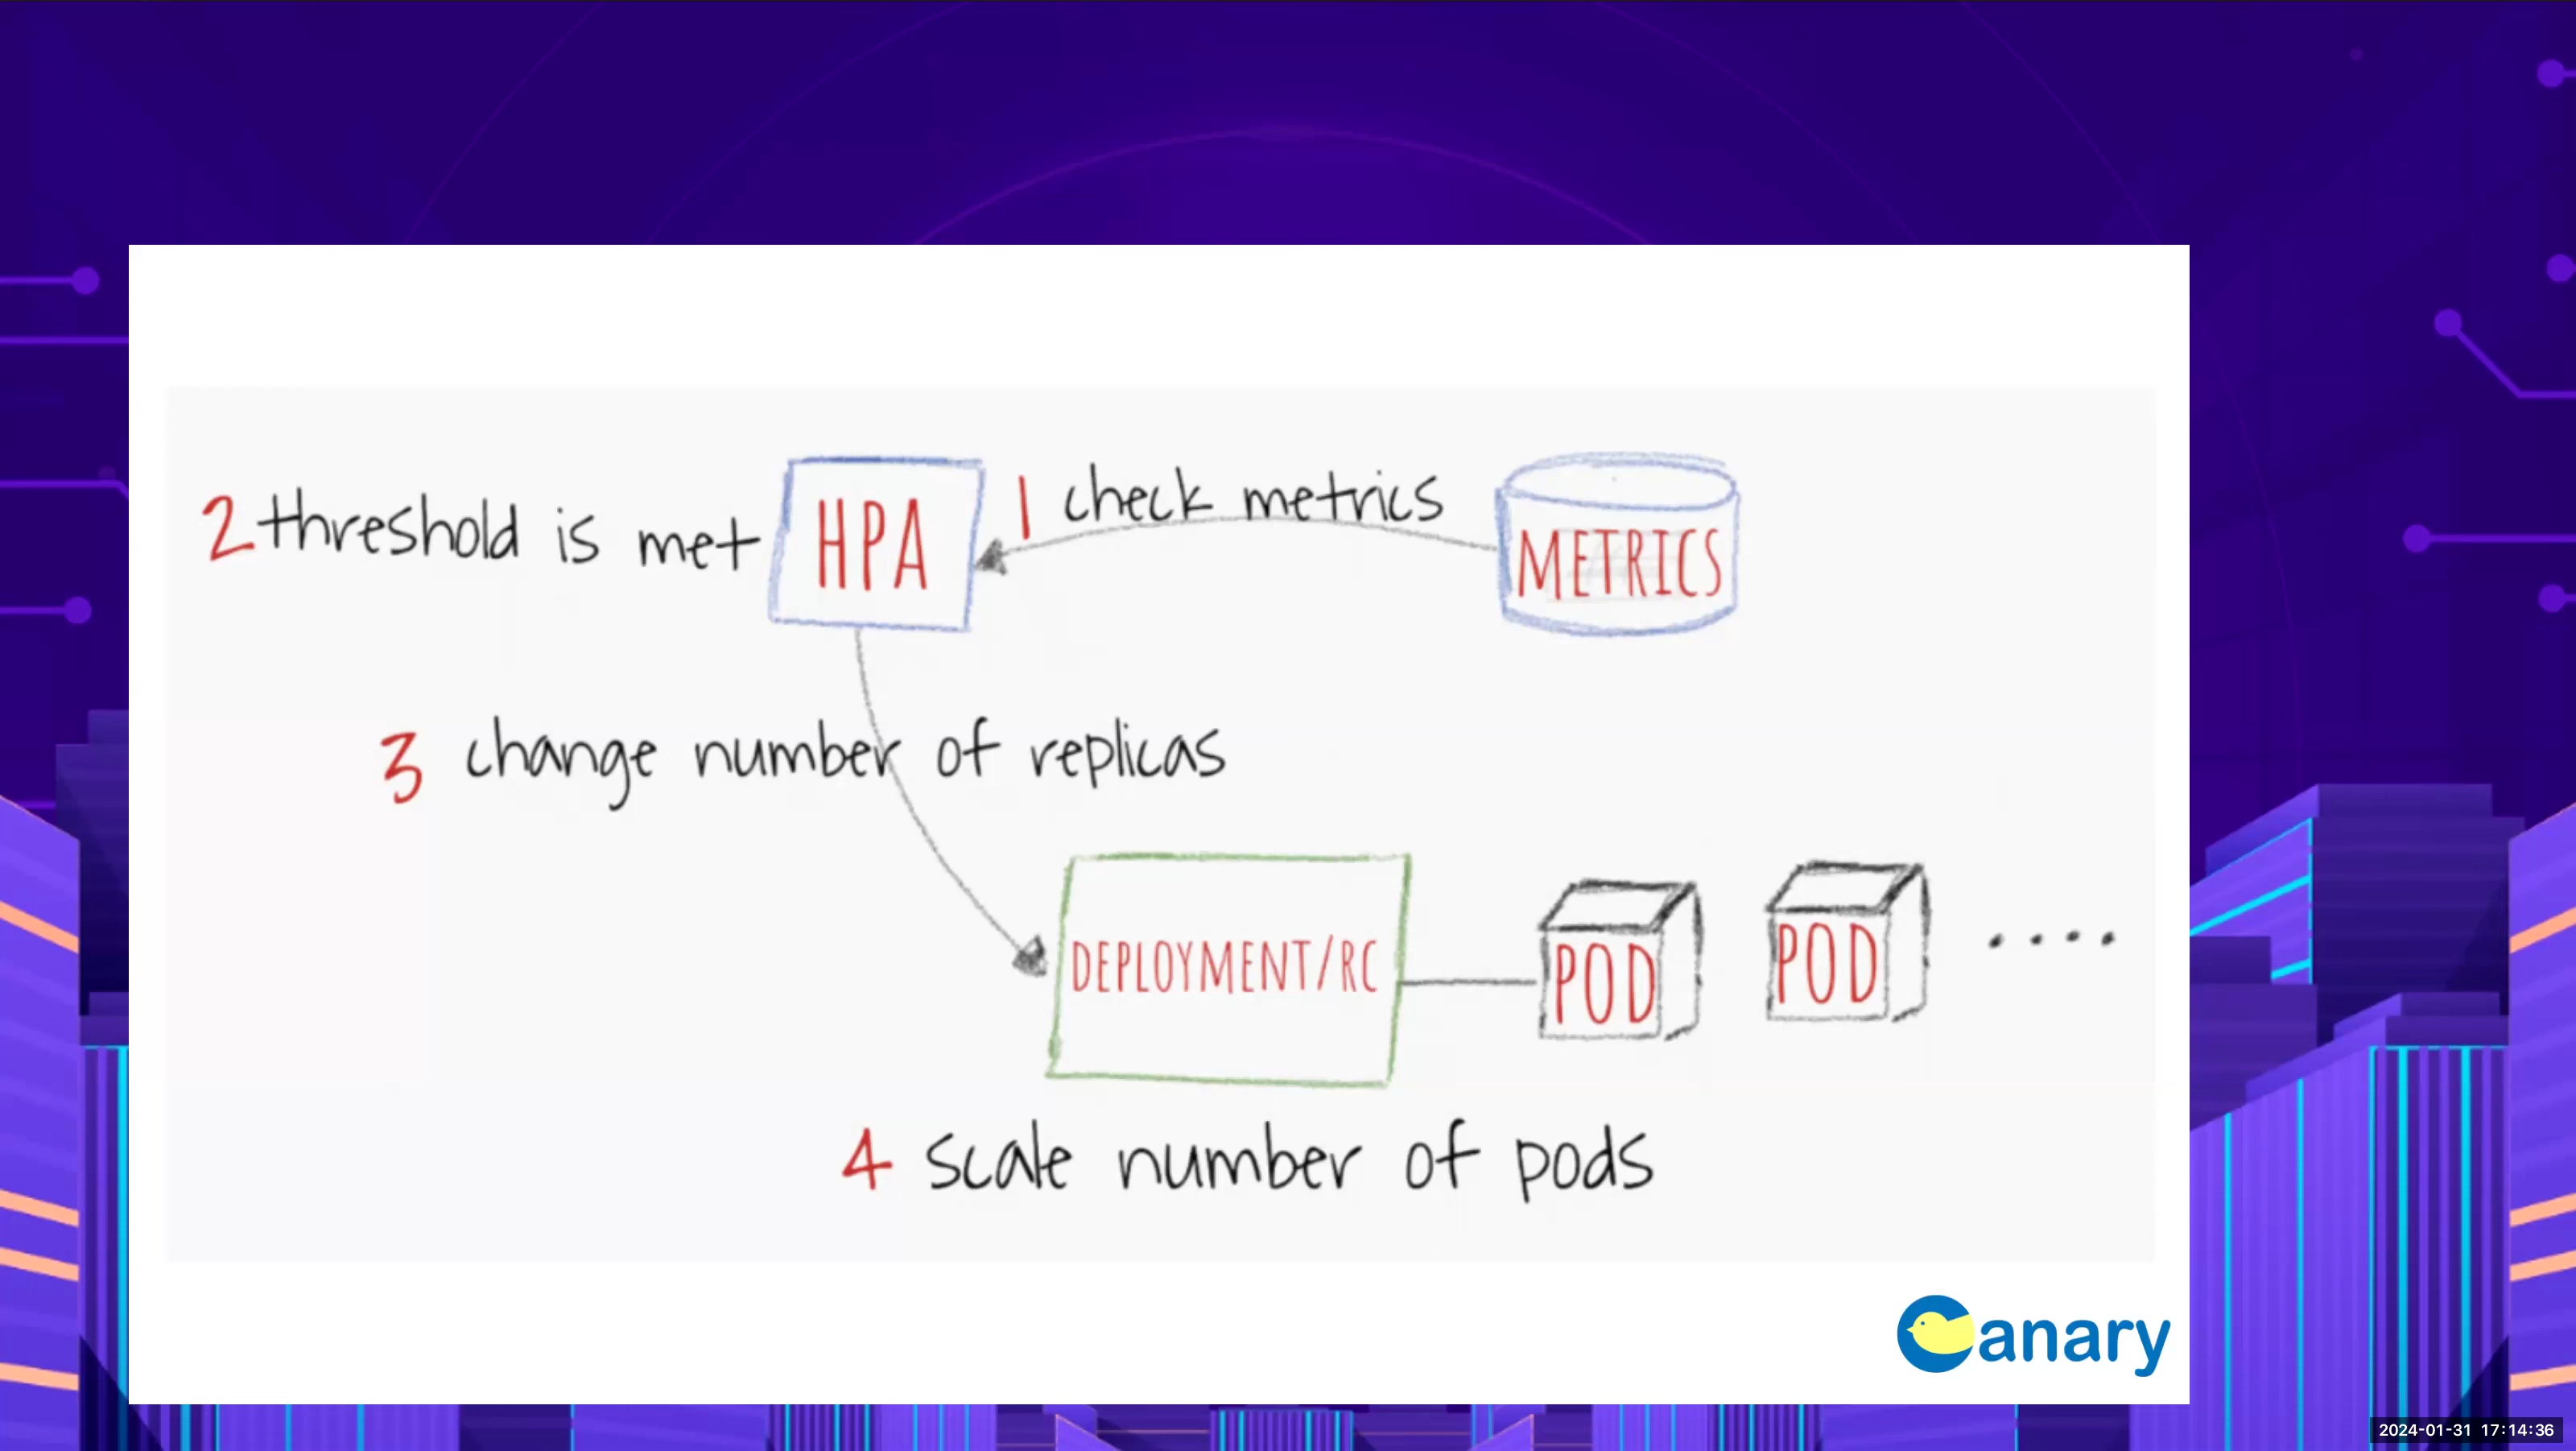 2 threshold is met
HPA
1 check metrics
METRICS
3 change number of replicas
DEPLOYMENT/RC
POD
POD
....
4 scale number of pods
Canary
2024-01-31 17:14:36